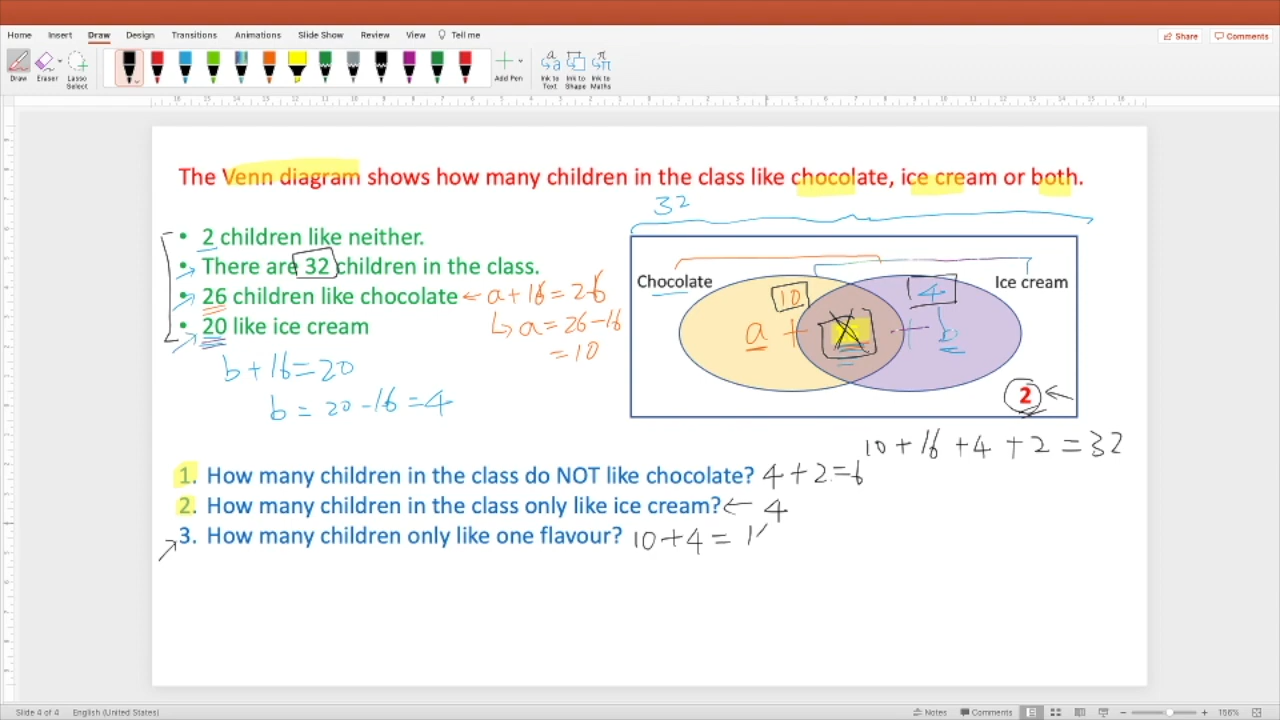 Home Insert Draw Design Transitions Animations Slide Show Review View Tell me Share Comments
Draw Eraser Lasso Select Add Pen Ink to Text Ink to Shape Ink to Maths
The Venn diagram shows how many children in the class like chocolate, ice cream or both.
32
• 2 children like neither.
• There are 32 children in the class.
• 26 children like chocolate ← a+16=26
↳ a=26-16
• 20 like ice cream
=10
b+16=20
b=20-16=4
Chocolate
Ice cream
10
4
a + x + b
2
10+16+4+2=32
1. How many children in the class do NOT like chocolate? 4+2=6
2. How many children in the class only like ice cream? ← 4
3. How many children only like one flavour? 10+4=1
Slide 4 of 4 English (United States) Notes Comments 156%